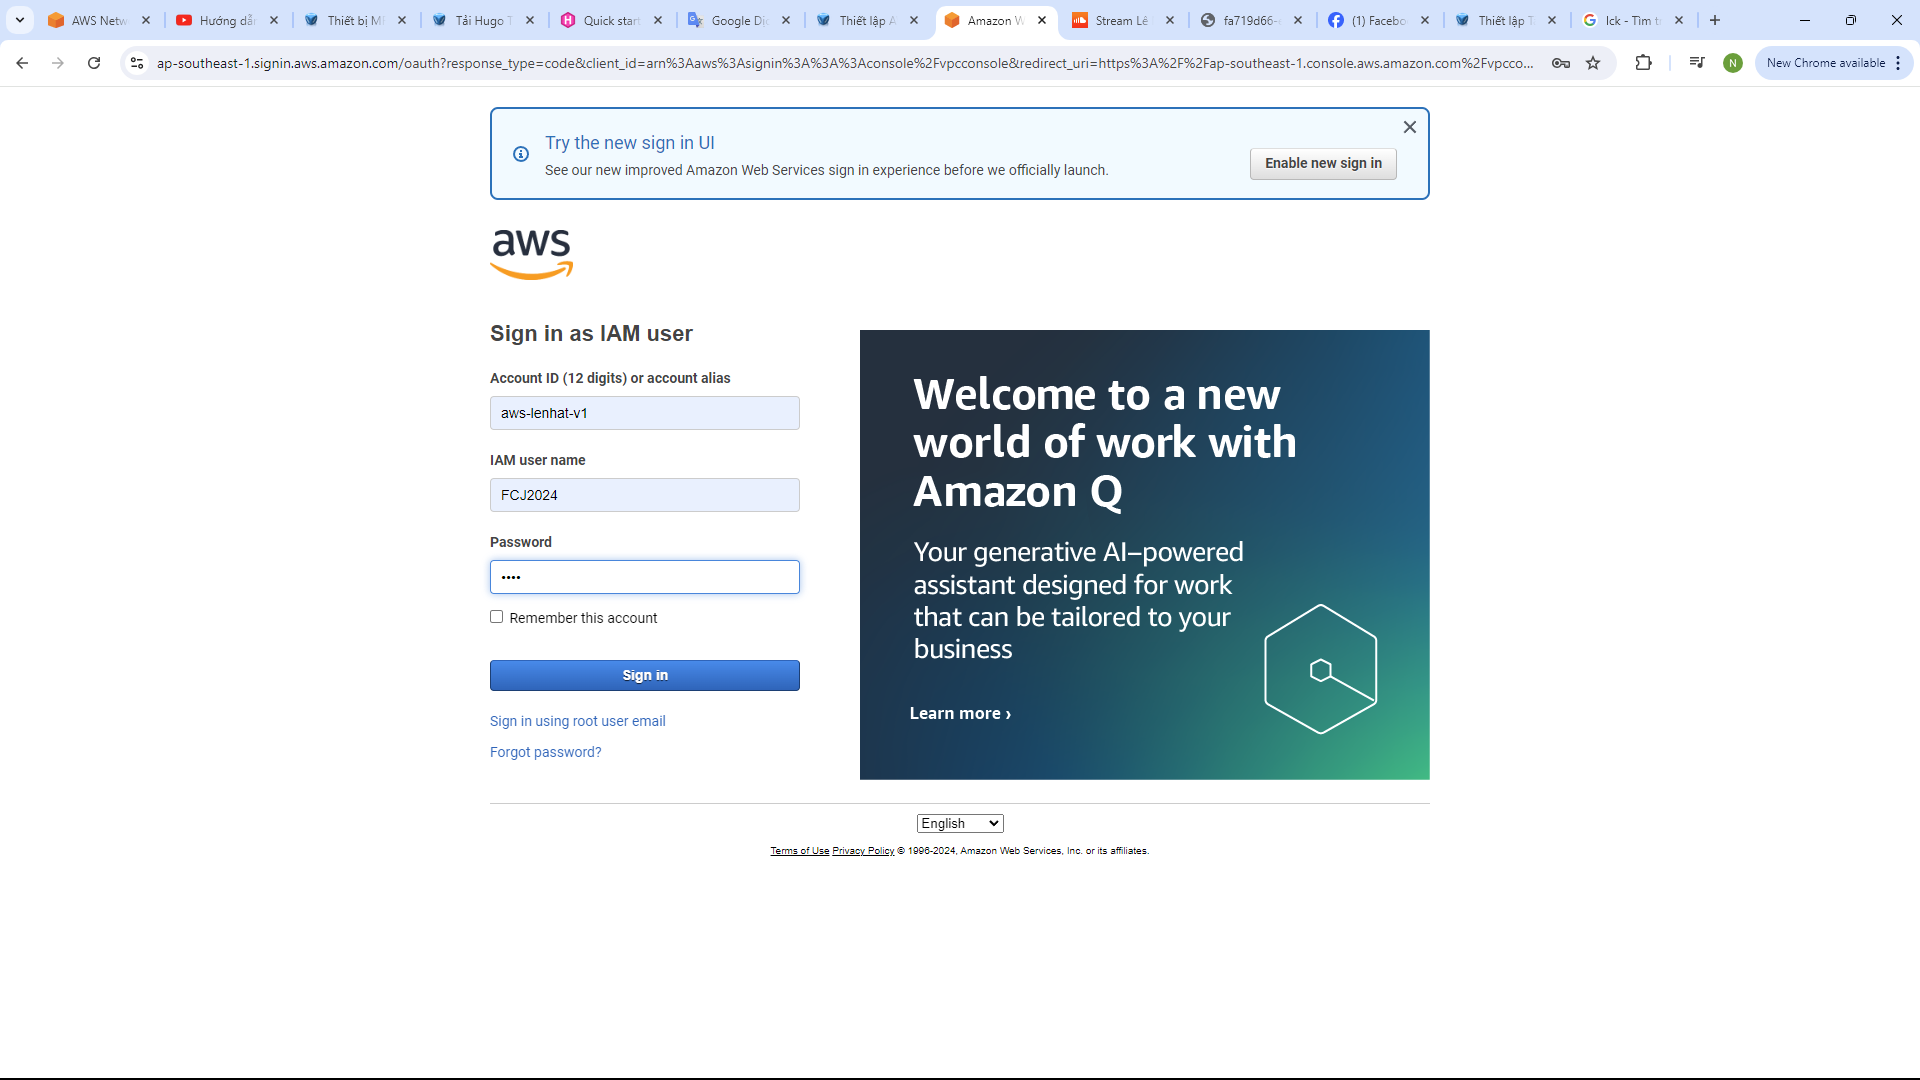 AWS Netw
Hướng dẫn
Thiết bị MF
Tải Hugo T
Quick start
Google Dịc
Thiết lập A
Amazon W
Stream Lê
fa719d66-
(1) Facebo
Thiết lập T
lck - Tìm t
ap-southeast-1.signin.aws.amazon.com/oauth?response_type=code&client_id=arn%3Aaws%3Asignin%3A%3A%3Aconsole%2Fvpcconsole&redirect_uri=https%3A%2F%2Fap-southeast-1.console.aws.amazon.com%2Fvpcco...
N
New Chrome available
Try the new sign in UI
See our new improved Amazon Web Services sign in experience before we officially launch.
Enable new sign in
aws
Sign in as IAM user
Account ID (12 digits) or account alias
aws-lenhat-v1
IAM user name
FCJ2024
Password
••••
Remember this account
Sign in
Sign in using root user email
Forgot password?
Welcome to a new
world of work with
Amazon Q
Your generative AI–powered
assistant designed for work
that can be tailored to your
business
Learn more ›
English
Terms of Use Privacy Policy © 1996-2024, Amazon Web Services, Inc. or its affiliates.